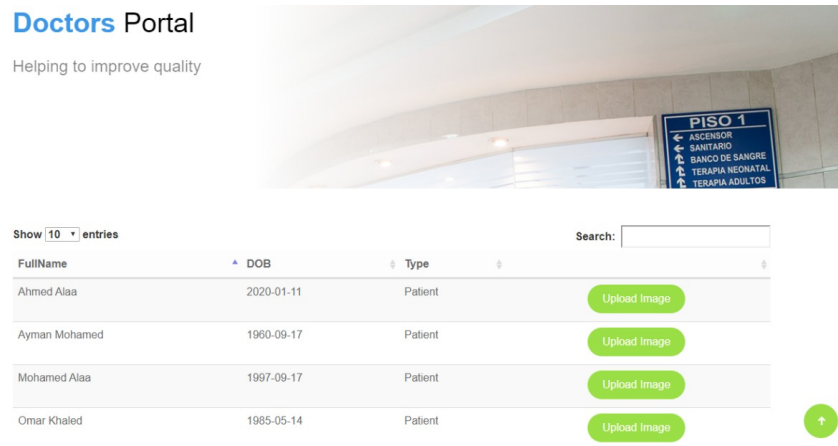 Doctors Portal
Helping to improve quality
PISO 1
ASCENSOR
SANITARIO
BANCO DE SANGRE
TERAPIA NEONATAL
TERAPIA ADULTOS
Show 10 entries
Search:
FullName DOB Type
Ahmed Alaa 2020-01-11 Patient Upload Image
Ayman Mohamed 1960-09-17 Patient Upload Image
Mohamed Alaa 1997-09-17 Patient Upload Image
Omar Khaled 1985-05-14 Patient Upload Image